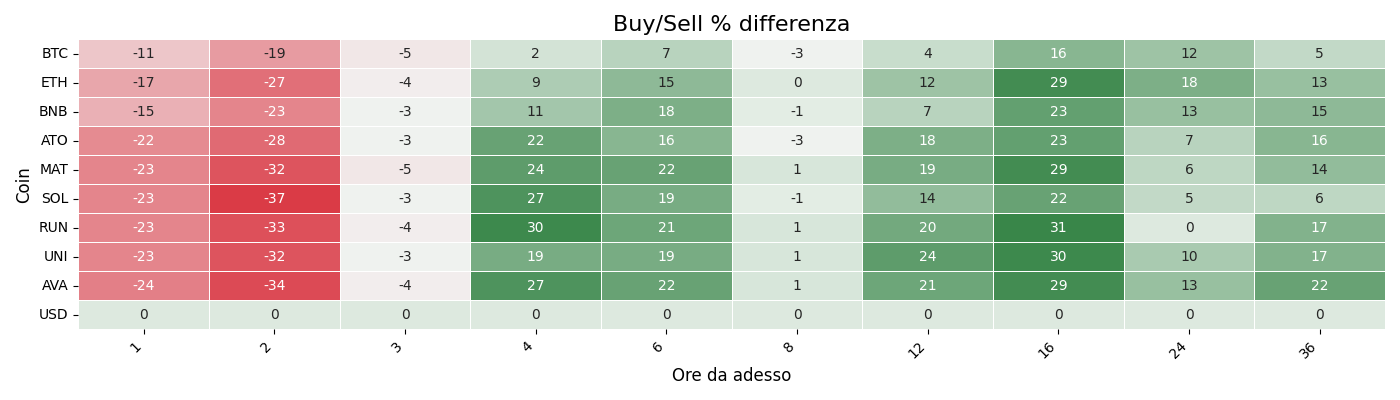 Buy/Sell % differenza
Coin
BTC -11 -19 -5 2 7 -3 4 16 12 5
ETH -17 -27 -4 9 15 0 12 29 18 13
BNB -15 -23 -3 11 18 -1 7 23 13 15
ATO -22 -28 -3 22 16 -3 18 23 7 16
MAT -23 -32 -5 24 22 1 19 29 6 14
SOL -23 -37 -3 27 19 -1 14 22 5 6
RUN -23 -33 -4 30 21 1 20 31 0 17
UNI -23 -32 -3 19 19 1 24 30 10 17
AVA -24 -34 -4 27 22 1 21 29 13 22
USD 0 0 0 0 0 0 0 0 0 0
1 2 3 4 6 8 12 16 24 36
Ore da adesso